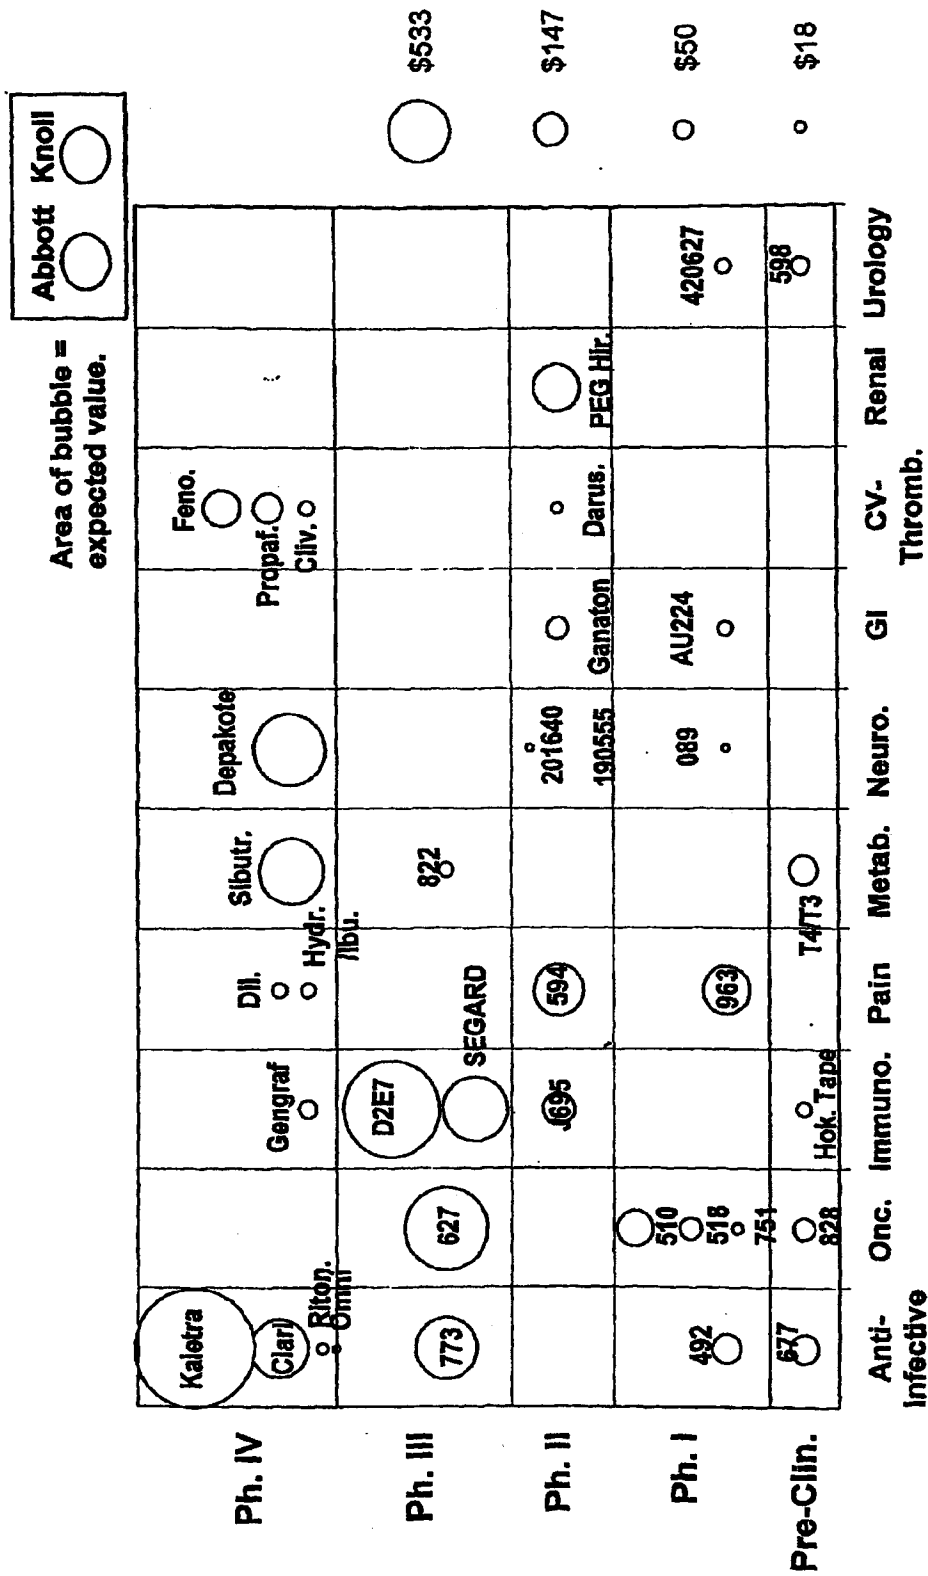 Area of bubble =
expected value.
Abbott Knoll
Ph. IV
Kaletra
Clari
Riton.
Omni
Gengraf
Dil.
Hydr.
/Ibu.
Sibutr.
Depakote
Feno.
Propaf.
Cliv.
Ph. III
773
627
D2E7
SEGARD
822
$533
Ph. II
J695
594
201640
190555
Ganaton
Darus.
PEG Hir.
$147
Ph. I
492
510
518
751
963
089
AU224
420627
$50
Pre-Clin.
677
828
Hok. Tape
T4/T3
598
$18
Anti-
Infective
Onc.
Immuno.
Pain
Metab.
Neuro.
GI
CV-
Thromb.
Renal
Urology